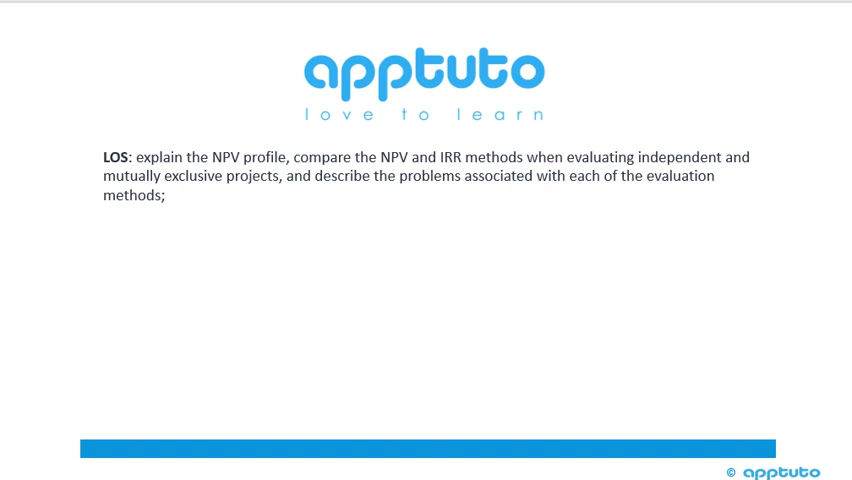 apptuto
love to learn
LOS: explain the NPV profile, compare the NPV and IRR methods when evaluating independent and
mutually exclusive projects, and describe the problems associated with each of the evaluation
methods;
© apptuto